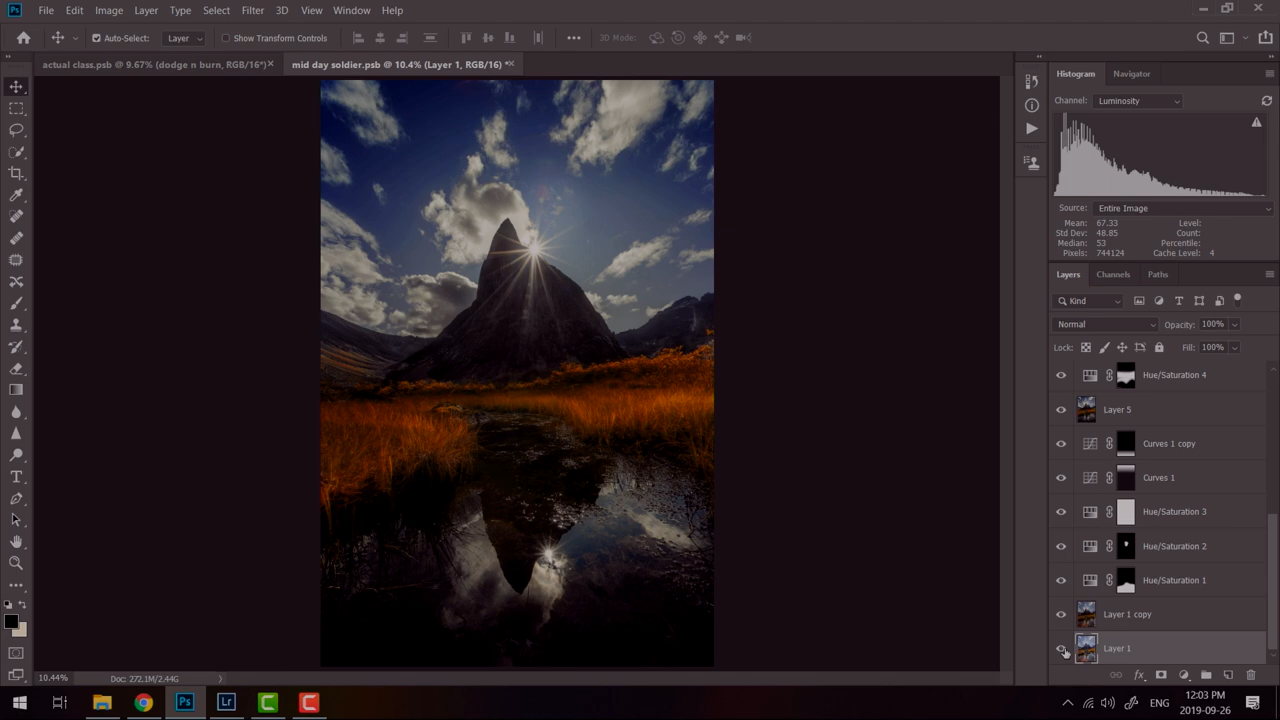 Ps File Edit Image Layer Type Select Filter 3D View Window Help
Auto-Select: Layer Show Transform Controls 3D Mode:
actual class.psb @ 9.67% (dodge n burn, RGB/16*) mid day soldier.psb @ 10.4% (Layer 1, RGB/16) *
Histogram Navigator
Channel: Luminosity
Source: Entire Image
Mean: 67.33 Level:
Std Dev: 48.85 Count:
Median: 53 Percentile:
Pixels: 744124 Cache Level: 4
Layers Channels Paths
Kind
Normal Opacity: 100%
Lock: Fill: 100%
Hue/Saturation 4
Layer 5
Curves 1 copy
Curves 1
Hue/Saturation 3
Hue/Saturation 2
Hue/Saturation 1
Layer 1 copy
Layer 1
10.44% Doc: 272.1M/2.44G
Ps Lr C C ENG 12:03 PM
2019-09-26